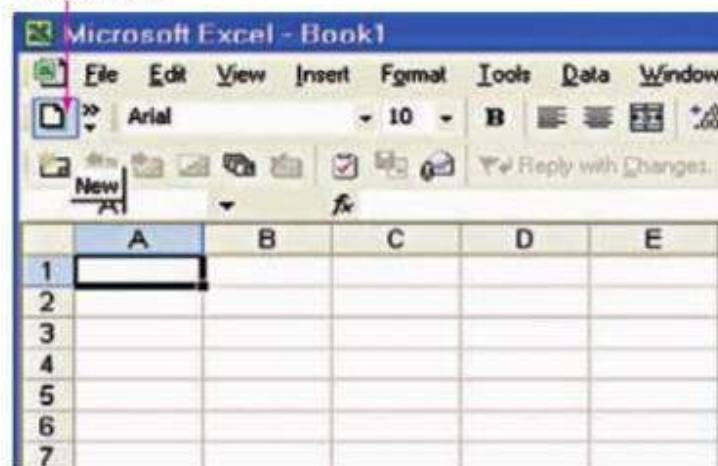 Microsoft Excel - Book1
File Edit View Insert Format Tools Data Window
Arial 10 B
Reply with Changes.
New
fx
A B C D E
1
2
3
4
5
6
7